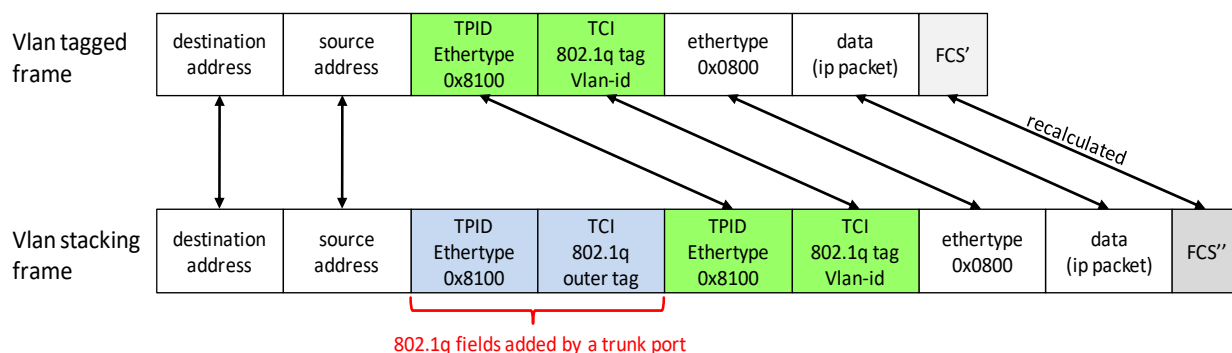 Vlan tagged
frame
destination
address
source
address
TPID
Ethertype
0x8100
TCI
802.1q tag
Vlan-id
ethertype
0x0800
data
(ip packet)
FCS'
recalculated
Vlan stacking
frame
destination
address
source
address
TPID
Ethertype
0x8100
TCI
802.1q
outer tag
TPID
Ethertype
0x8100
TCI
802.1q tag
Vlan-id
ethertype
0x0800
data
(ip packet)
FCS''
802.1q fields added by a trunk port